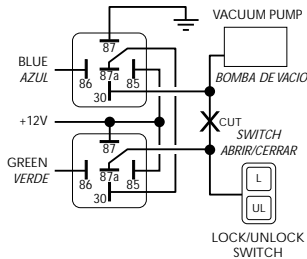 VACUUM PUMP
87
BLUE
AZUL
87a
86
85
30
BOMBA DE VACIO
CUT
SWITCH
ABRIR/CERRAR
+12V
87
GREEN
VERDE
87a
86
85
30
L
UL
LOCK/UNLOCK
SWITCH